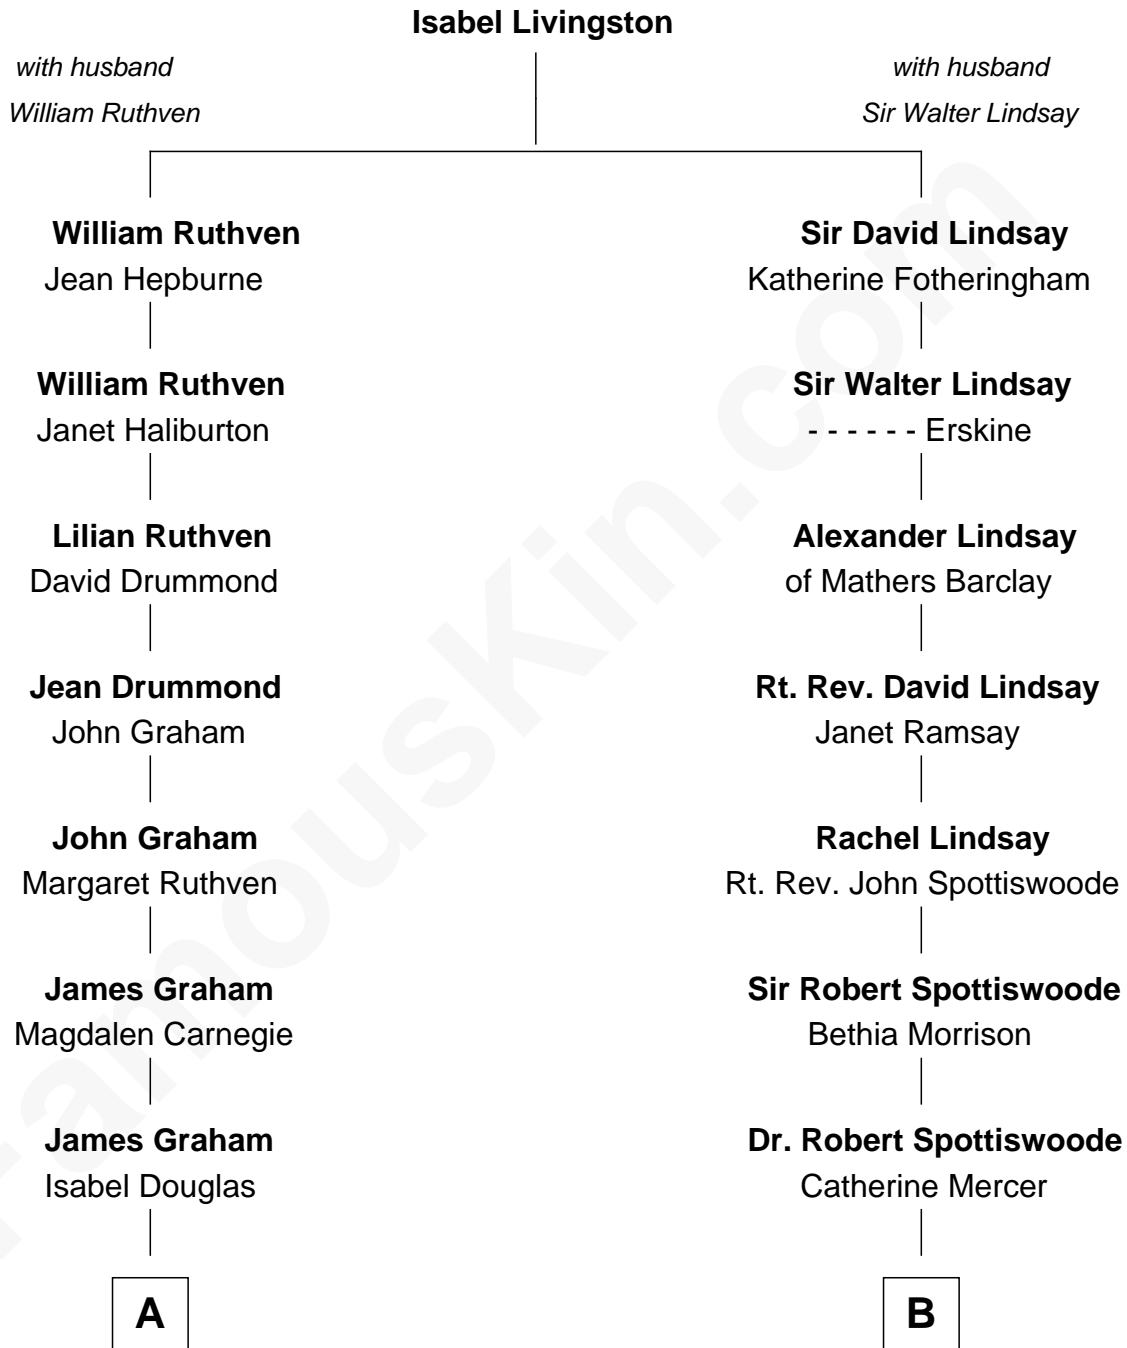 Isabel Livingston
with husband
William Ruthven
with husband
Sir Walter Lindsay
William Ruthven
Jean Hepburne
Sir David Lindsay
Katherine Fotheringham
William Ruthven
Janet Haliburton
Sir Walter Lindsay
- - - - - - Erskine
Lilian Ruthven
David Drummond
Alexander Lindsay
of Mathers Barclay
Jean Drummond
John Graham
Rt. Rev. David Lindsay
Janet Ramsay
John Graham
Margaret Ruthven
Rachel Lindsay
Rt. Rev. John Spottiswoode
James Graham
Magdalen Carnegie
Sir Robert Spottiswoode
Bethia Morrison
James Graham
Isabel Douglas
Dr. Robert Spottiswoode
Catherine Mercer
A
B
FamousKin.com